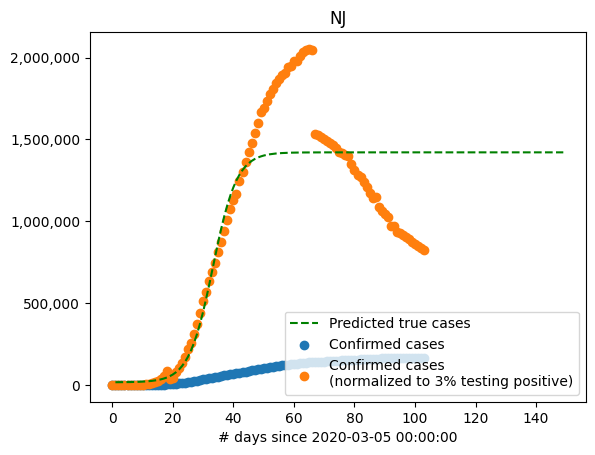 NJ
2,000,000
1,500,000
1,000,000
500,000
0
Predicted true cases
Confirmed cases
Confirmed cases
(normalized to 3% testing positive)
0 20 40 60 80 100 120 140
# days since 2020-03-05 00:00:00